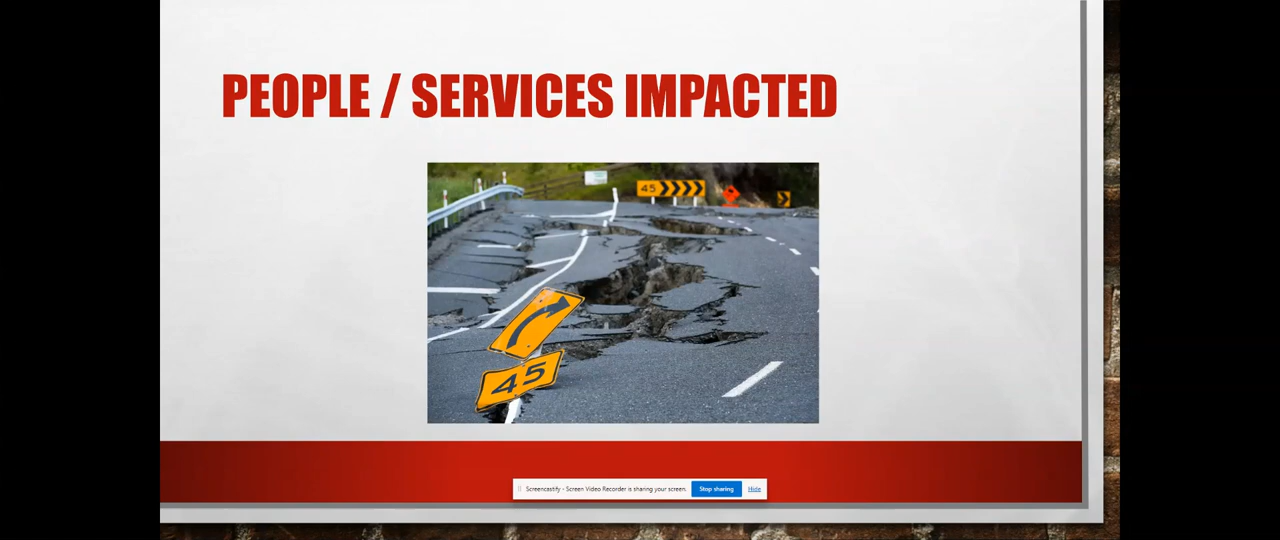 PEOPLE / SERVICES IMPACTED
45
45
Screencastify - Screen Video Recorder is sharing your screen.
Stop sharing
Hide